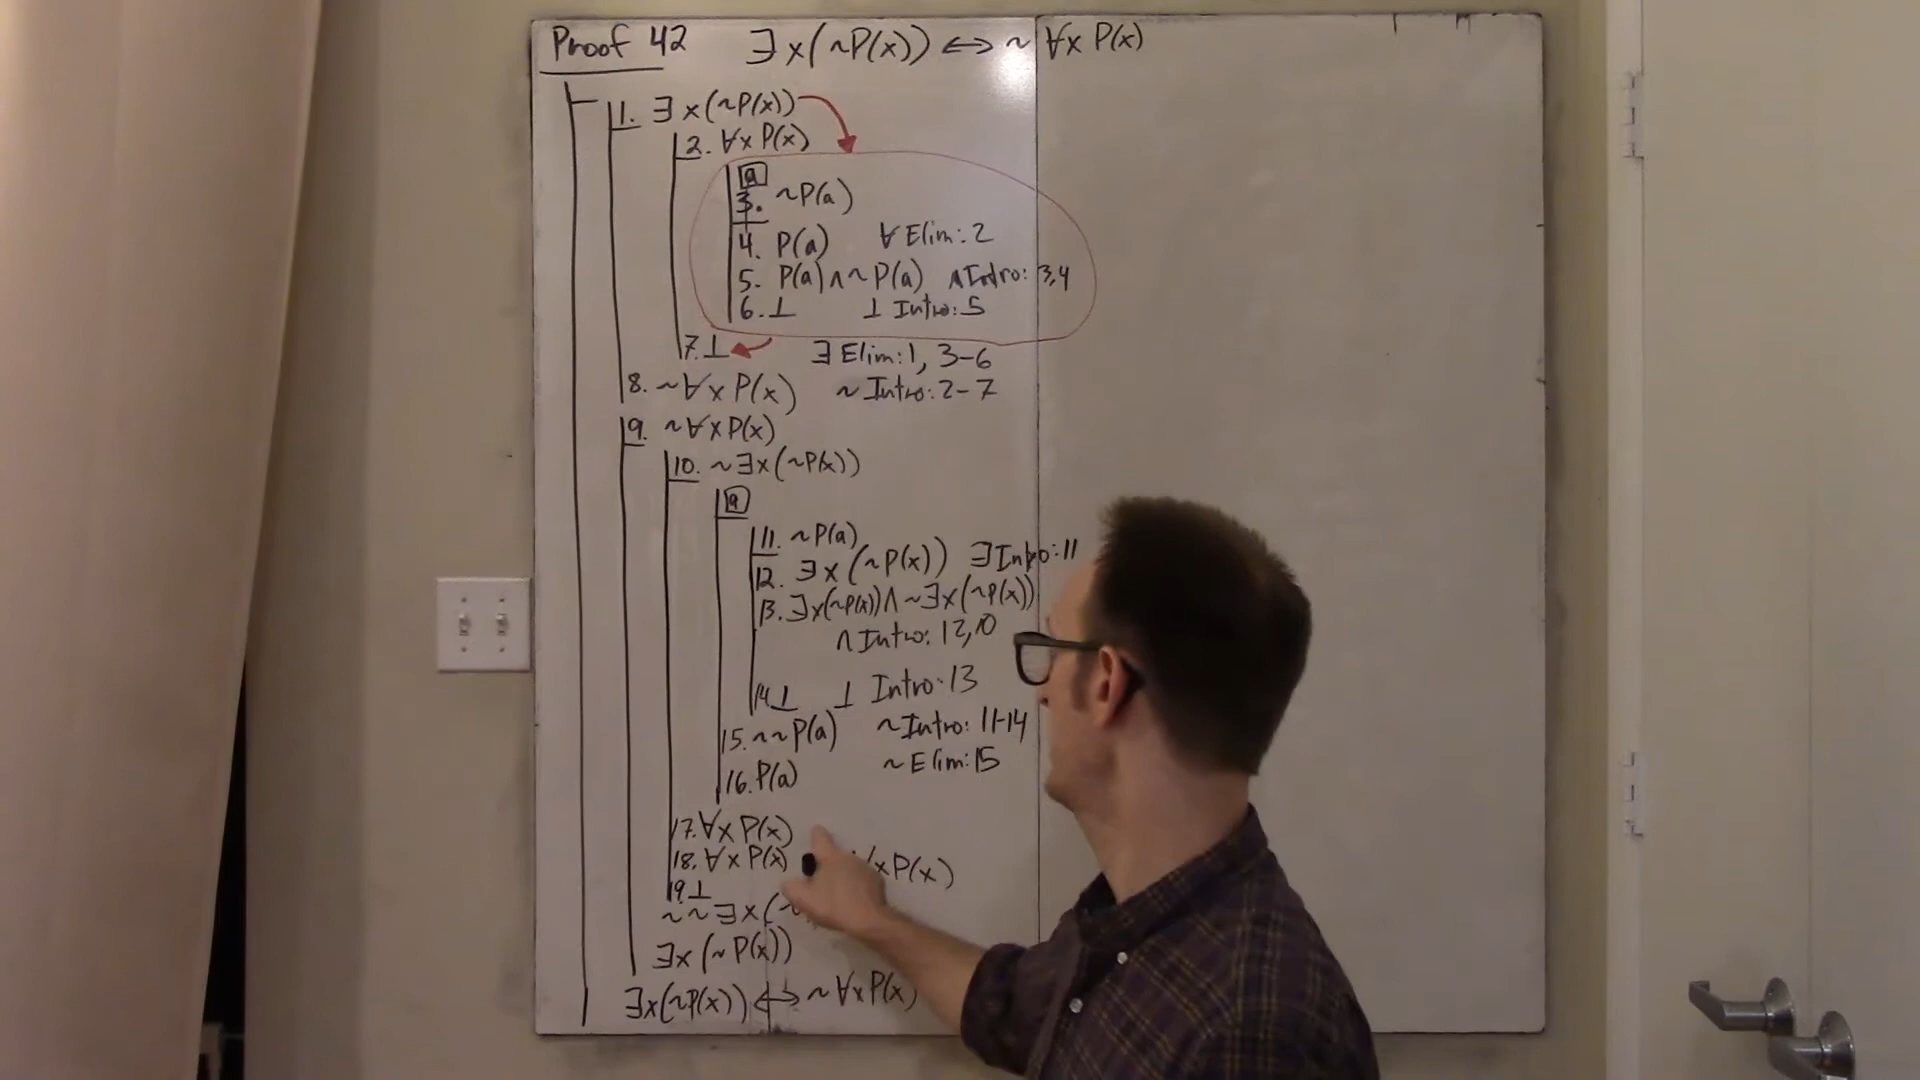 Proof 42 ∃x(~P(x)) ↔ ~∀x P(x)
1. ∃x(~P(x))
2. ∀x P(x)
a
3. ~P(a)
4. P(a) ∀ Elim: 2
5. P(a)∧~P(a) ∧Intro: 3,4
6. ⊥ ⊥ Intro: 5
7. ⊥ ∃ Elim: 1, 3-6
8. ~∀x P(x) ~Intro: 2-7
9. ~∀x P(x)
10. ~∃x(~P(x))
a
11. ~P(a)
12. ∃x(~P(x)) ∃Intro: 11
13. ∃x(~P(x))∧~∃x(~P(x))
∧Intro: 12,10
14. ⊥ ⊥ Intro: 13
15. ~~P(a) ~Intro: 11-14
16. P(a) ~Elim: 15
17. ∀x P(x)
18. ∀x P(x) ∀x P(x)
19. ⊥
~~∃x(~
∃x(~P(x))
∃x(~P(x)) ↔ ~∀x P(x)